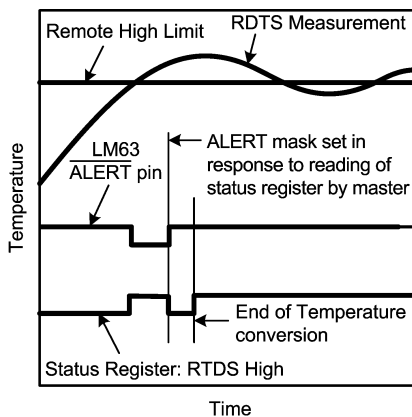 Remote High Limit
RDTS Measurement
LM63
ALERT pin
ALERT mask set in
response to reading of
status register by master
End of Temperature
conversion
Status Register: RTDS High
Temperature
Time